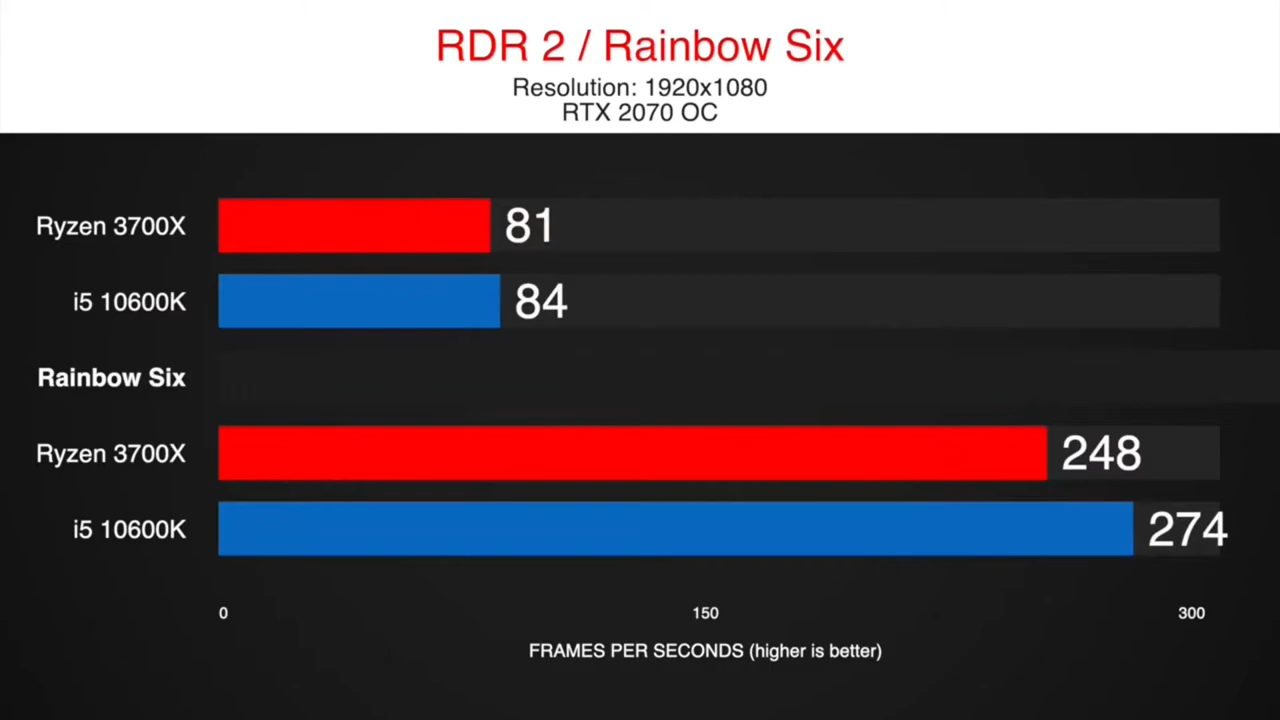 RDR 2 / Rainbow Six
Resolution: 1920x1080
RTX 2070 OC
Ryzen 3700X 81
i5 10600K 84
Rainbow Six
Ryzen 3700X 248
i5 10600K 274
0 150 300
FRAMES PER SECONDS (higher is better)